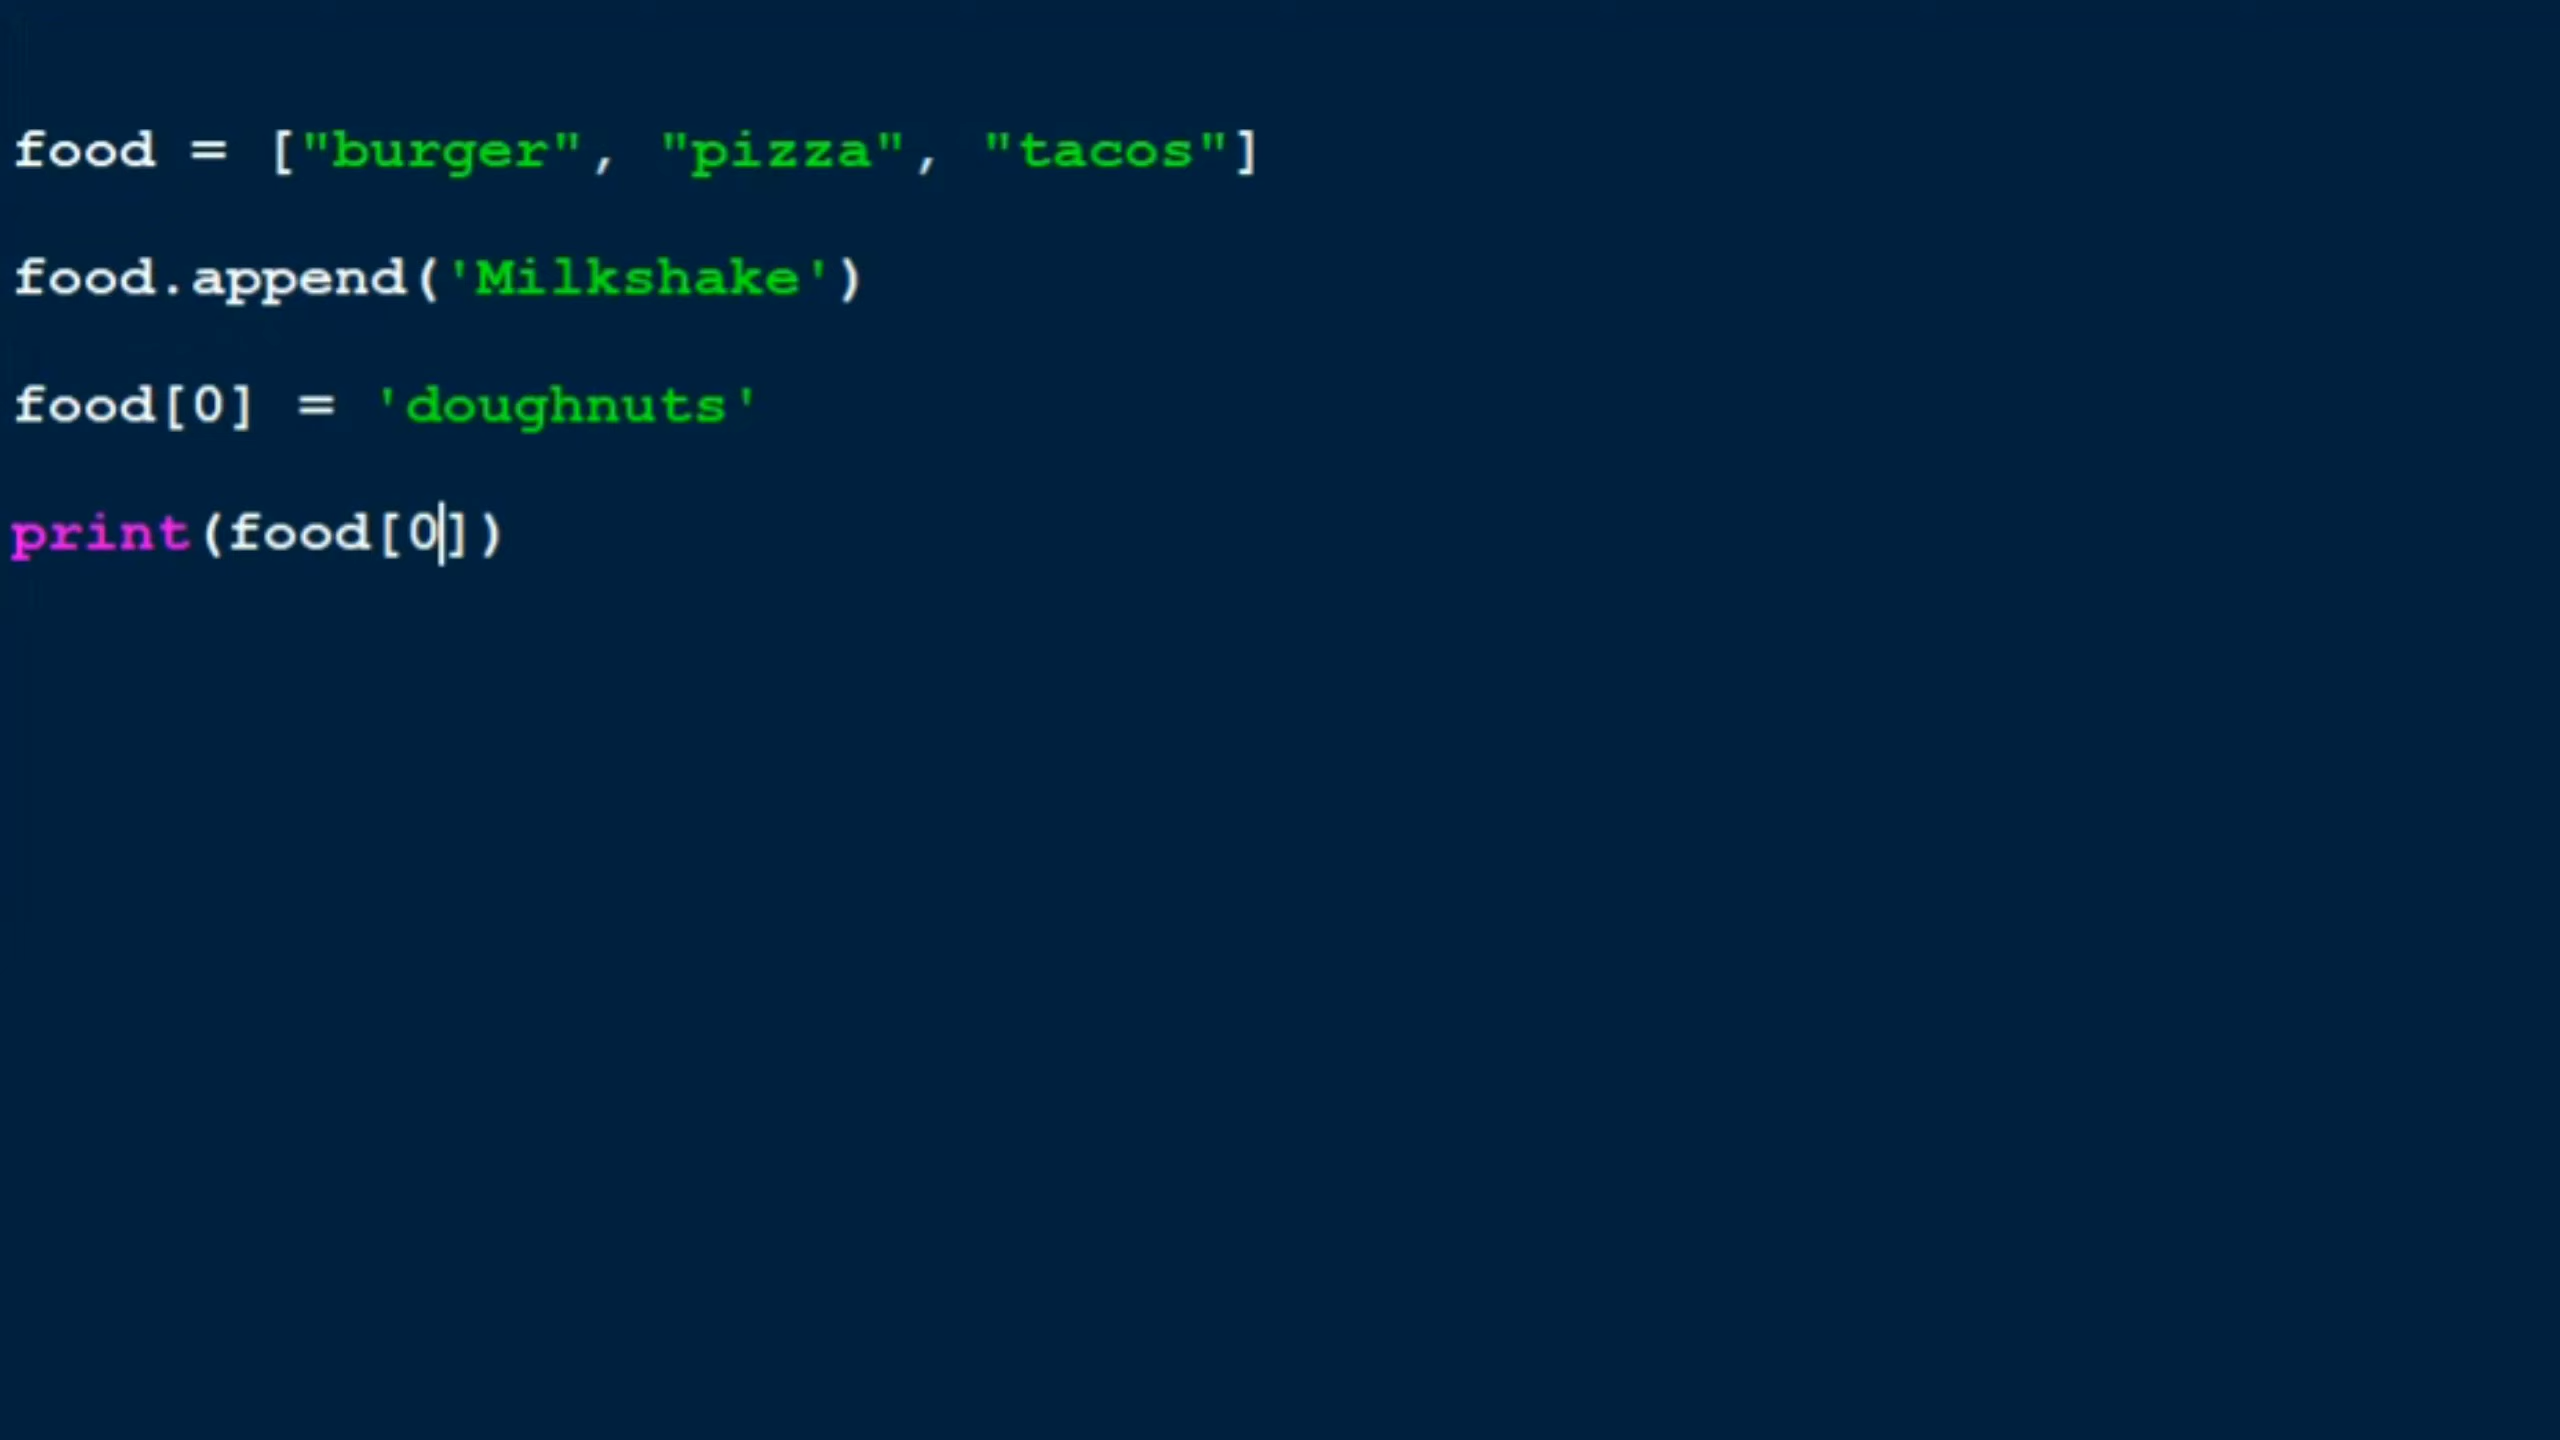 food = ["burger", "pizza", "tacos"]
food.append('Milkshake')
food[0] = 'doughnuts'
print(food[0])